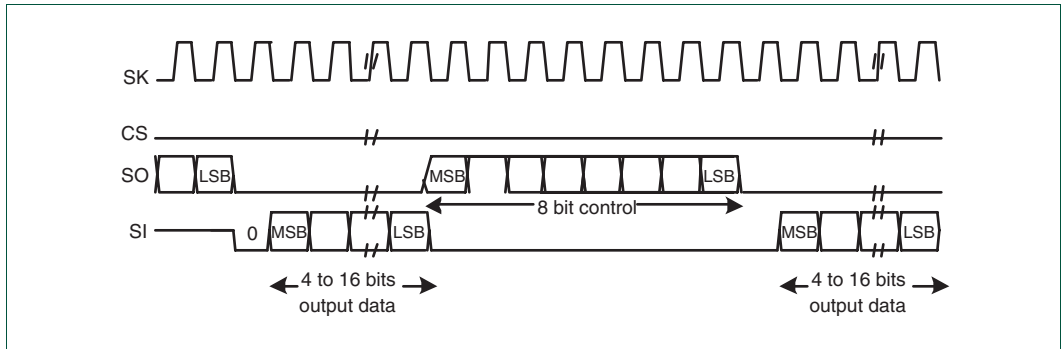 SK
CS
SO
LSB
MSB
LSB
8 bit control
SI
0
MSB
LSB
MSB
LSB
4 to 16 bits
output data
4 to 16 bits
output data